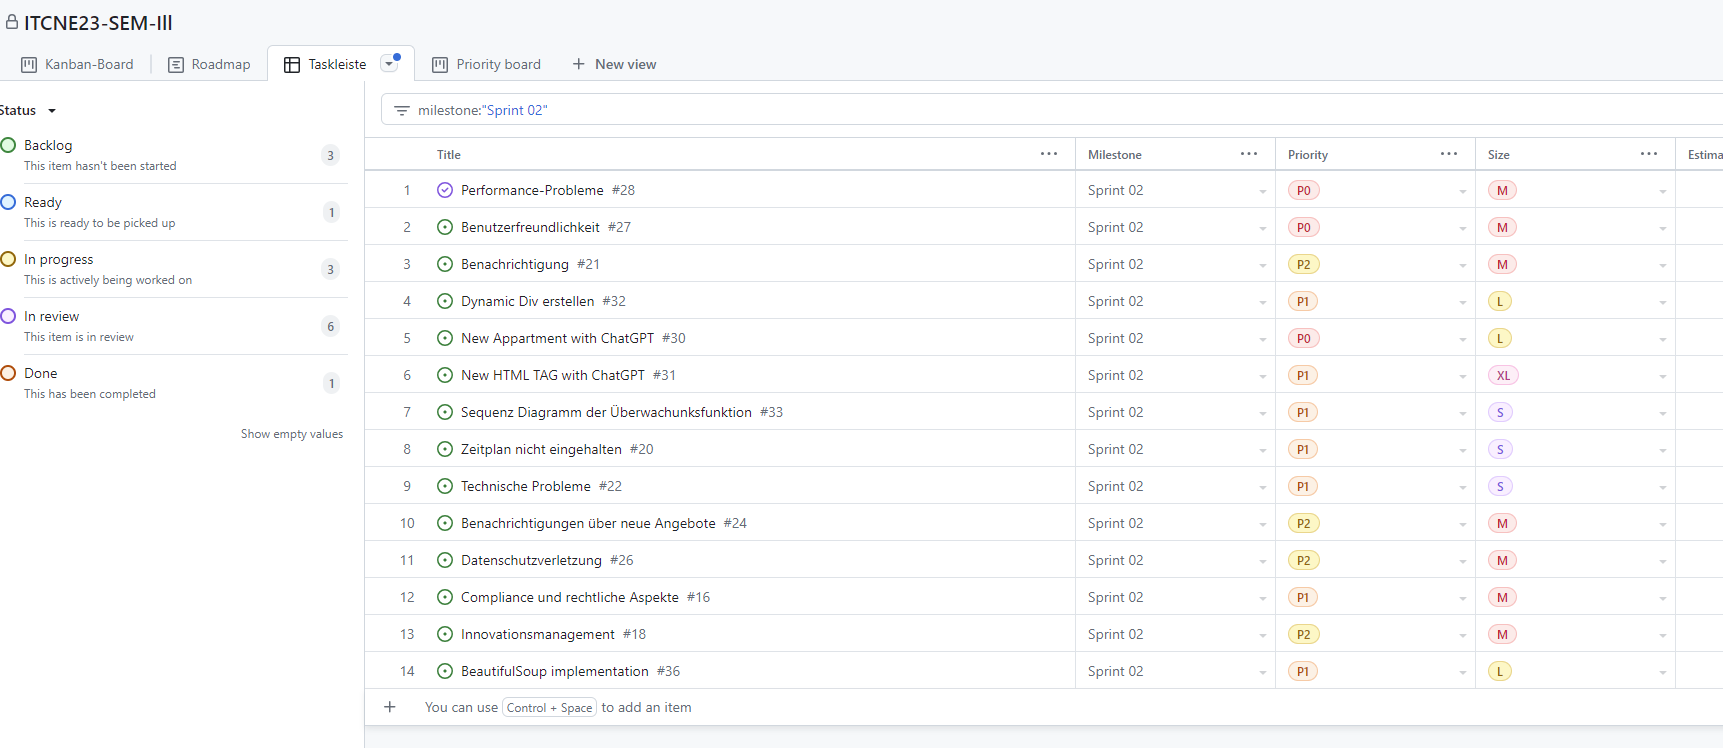 ITCNE23-SEM-Ill
Kanban-Board
Roadmap
Taskleiste
Priority board
+ New view
Status
Backlog
This item hasn't been started
3
Ready
This is ready to be picked up
1
In progress
This is actively being worked on
3
In review
This item is in review
6
Done
This has been completed
1
Show empty values
milestone:"Sprint 02"
Title ... Milestone ... Priority ... Size ... Estima
1 Performance-Probleme #28 Sprint 02 P0 M
2 Benutzerfreundlichkeit #27 Sprint 02 P0 M
3 Benachrichtigung #21 Sprint 02 P2 M
4 Dynamic Div erstellen #32 Sprint 02 P1 L
5 New Appartment with ChatGPT #30 Sprint 02 P0 L
6 New HTML TAG with ChatGPT #31 Sprint 02 P1 XL
7 Sequenz Diagramm der Überwachunksfunktion #33 Sprint 02 P1 S
8 Zeitplan nicht eingehalten #20 Sprint 02 P1 S
9 Technische Probleme #22 Sprint 02 P1 S
10 Benachrichtigungen über neue Angebote #24 Sprint 02 P2 M
11 Datenschutzverletzung #26 Sprint 02 P2 M
12 Compliance und rechtliche Aspekte #16 Sprint 02 P1 M
13 Innovationsmanagement #18 Sprint 02 P2 M
14 BeautifulSoup implementation #36 Sprint 02 P1 L
+ You can use Control + Space to add an item